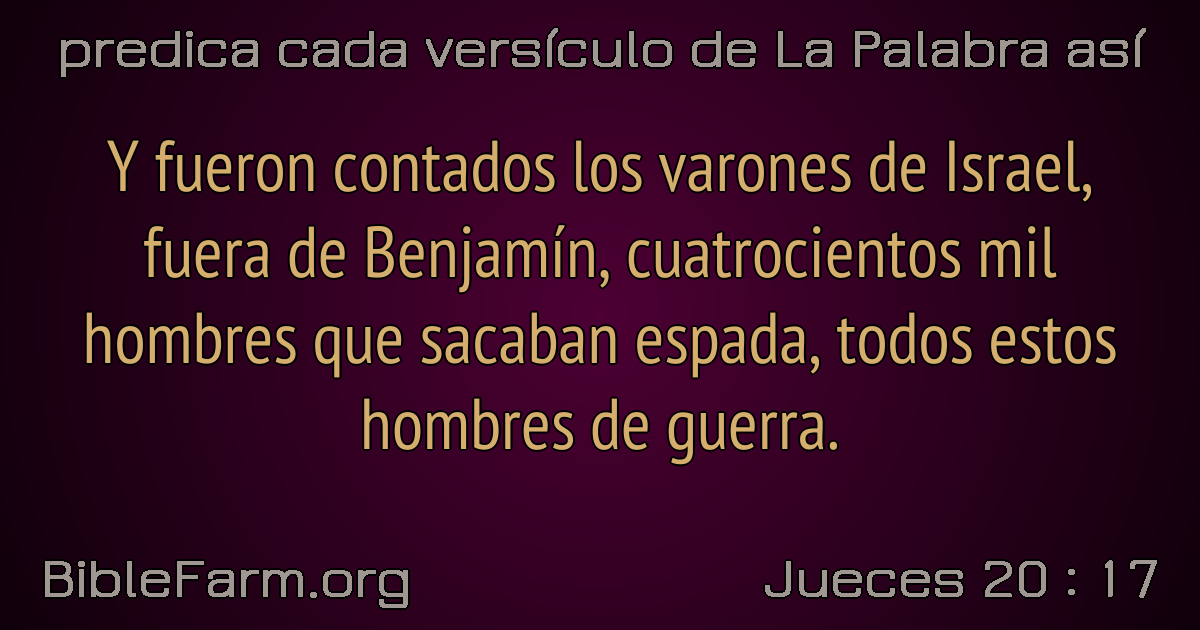 predica cada versículo de La Palabra así
Y fueron contados los varones de Israel,
fuera de Benjamín, cuatrocientos mil
hombres que sacaban espada, todos estos
hombres de guerra.
BibleFarm.org
Jueces 20 : 17